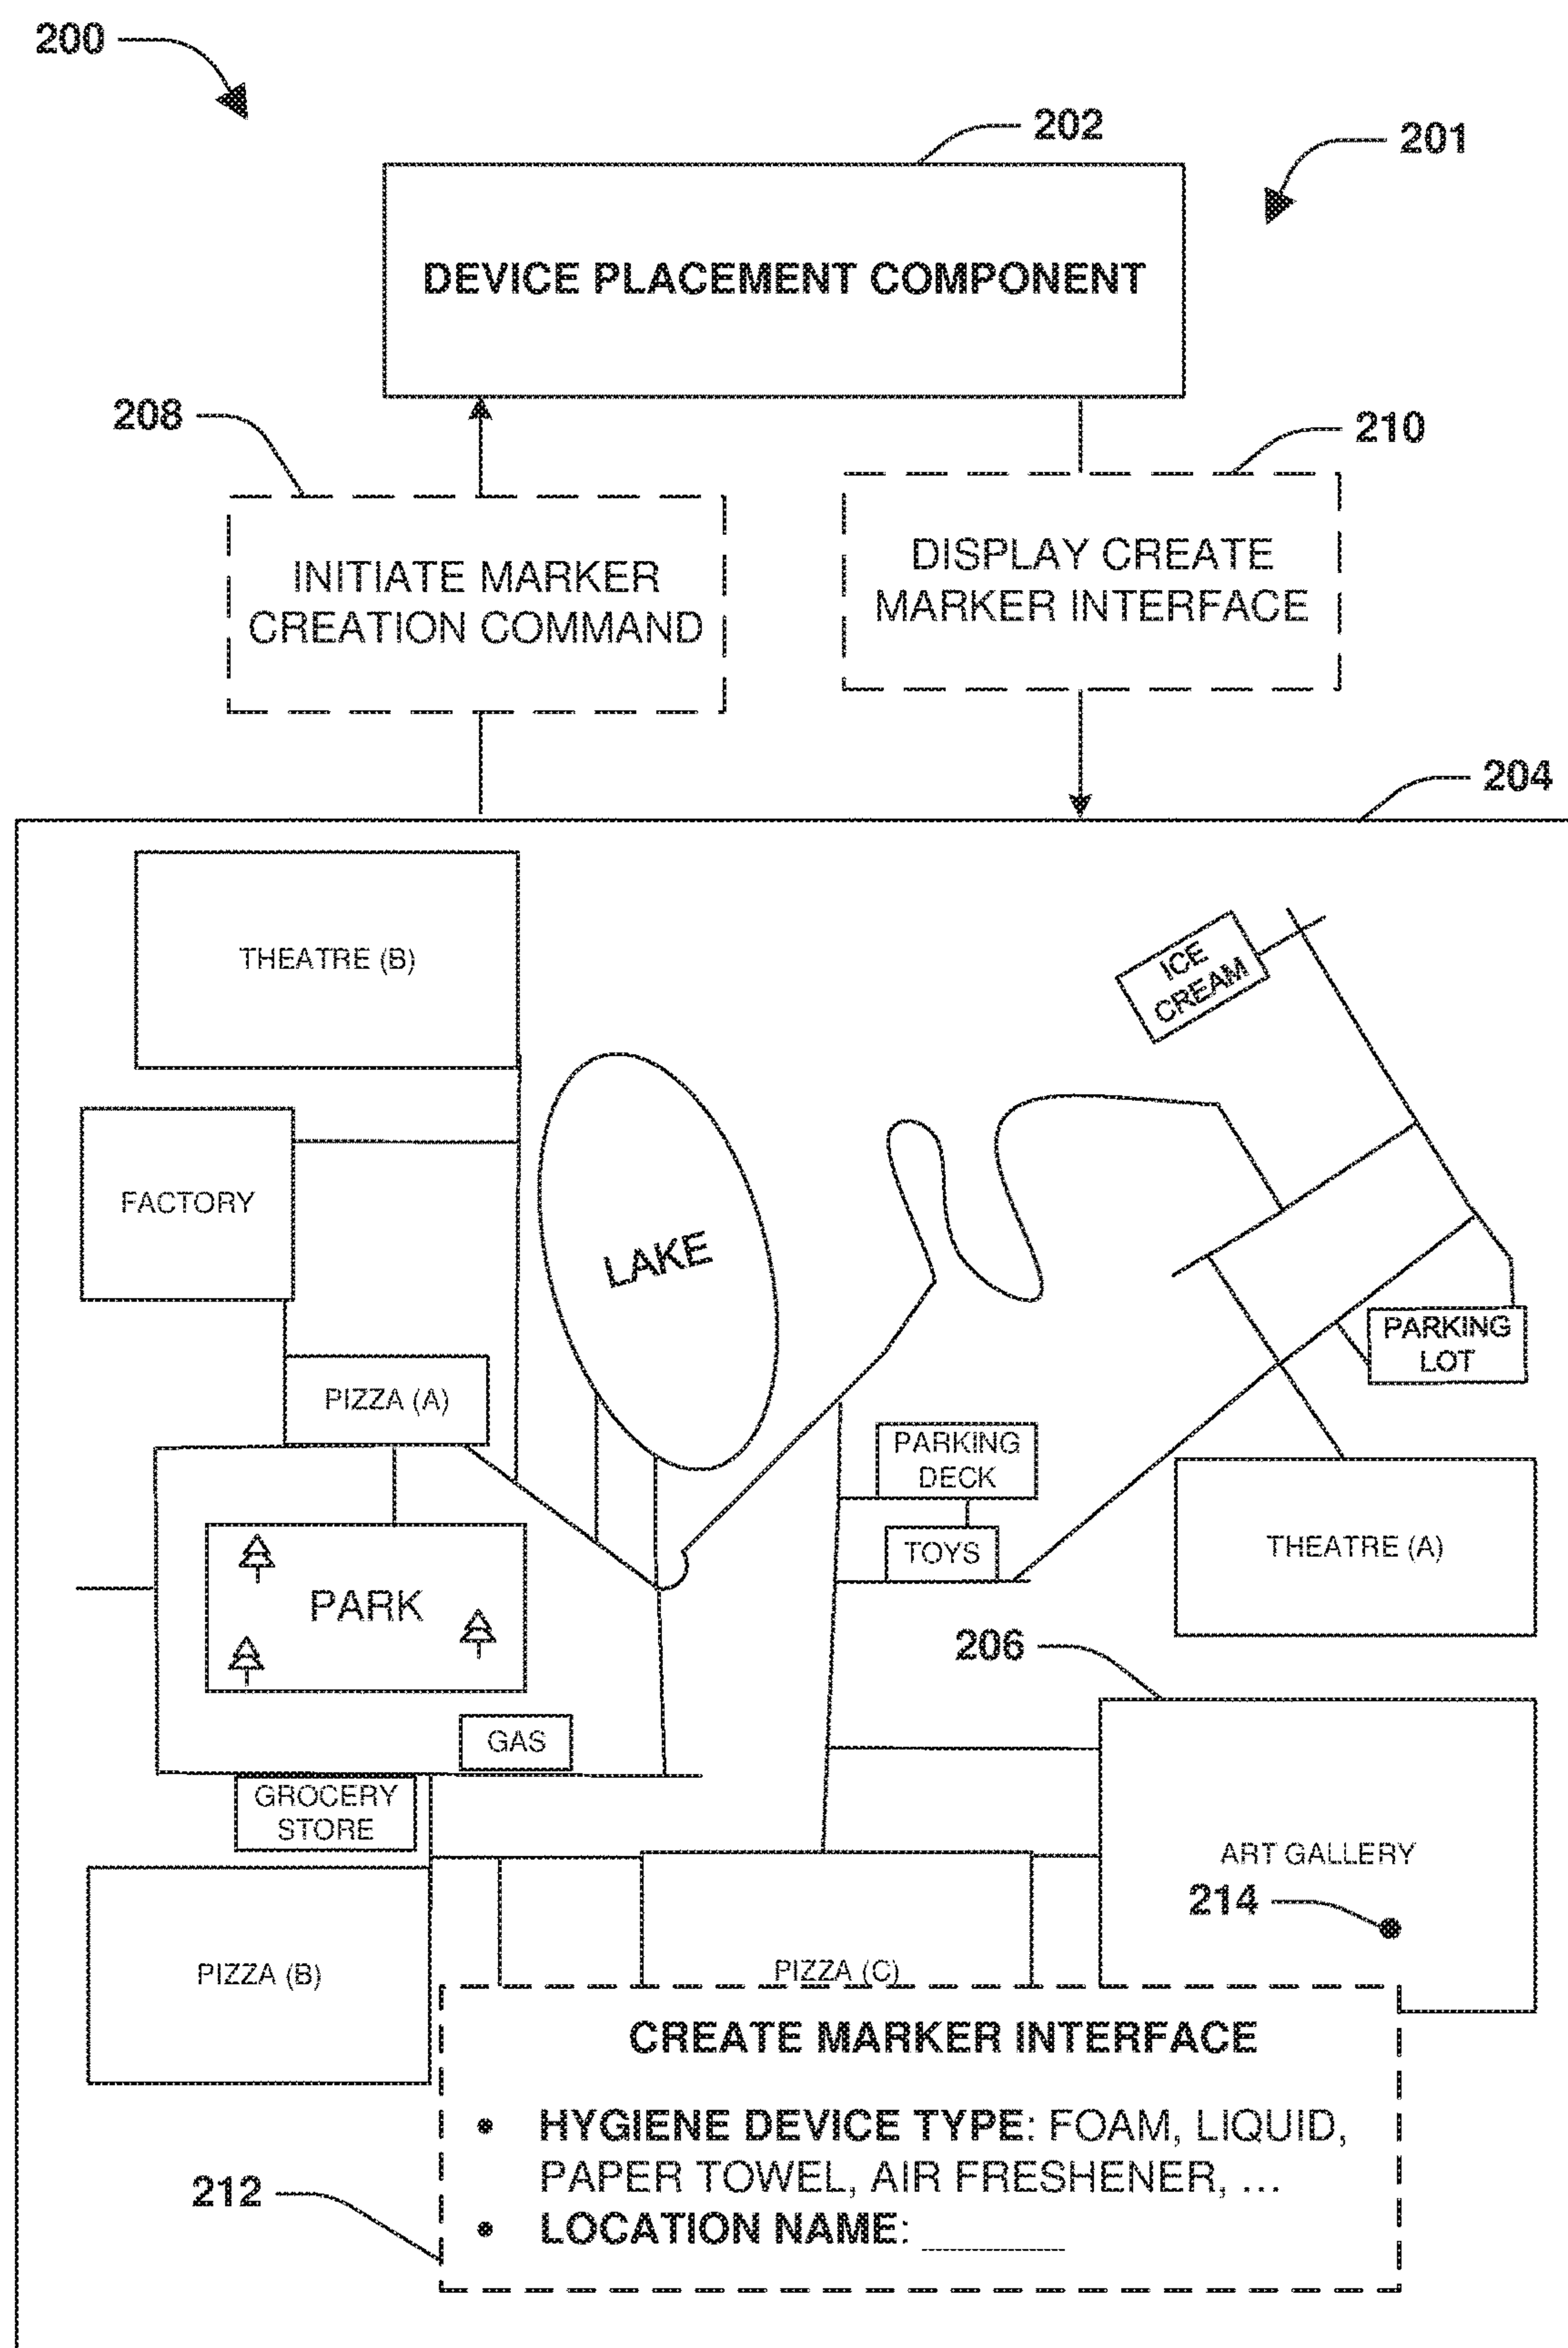 200
202
201
DEVICE PLACEMENT COMPONENT
208
210
INITIATE MARKER
CREATION COMMAND
DISPLAY CREATE
MARKER INTERFACE
204
THEATRE (B)
ICE
CREAM
FACTORY
LAKE
PARKING
LOT
PIZZA (A)
PARKING
DECK
TOYS
THEATRE (A)
PARK
206
GAS
GROCERY
STORE
ART GALLERY
214
PIZZA (B)
PIZZA (C)
CREATE MARKER INTERFACE
• HYGIENE DEVICE TYPE: FOAM, LIQUID,
PAPER TOWEL, AIR FRESHENER, ...
212
• LOCATION NAME: __________